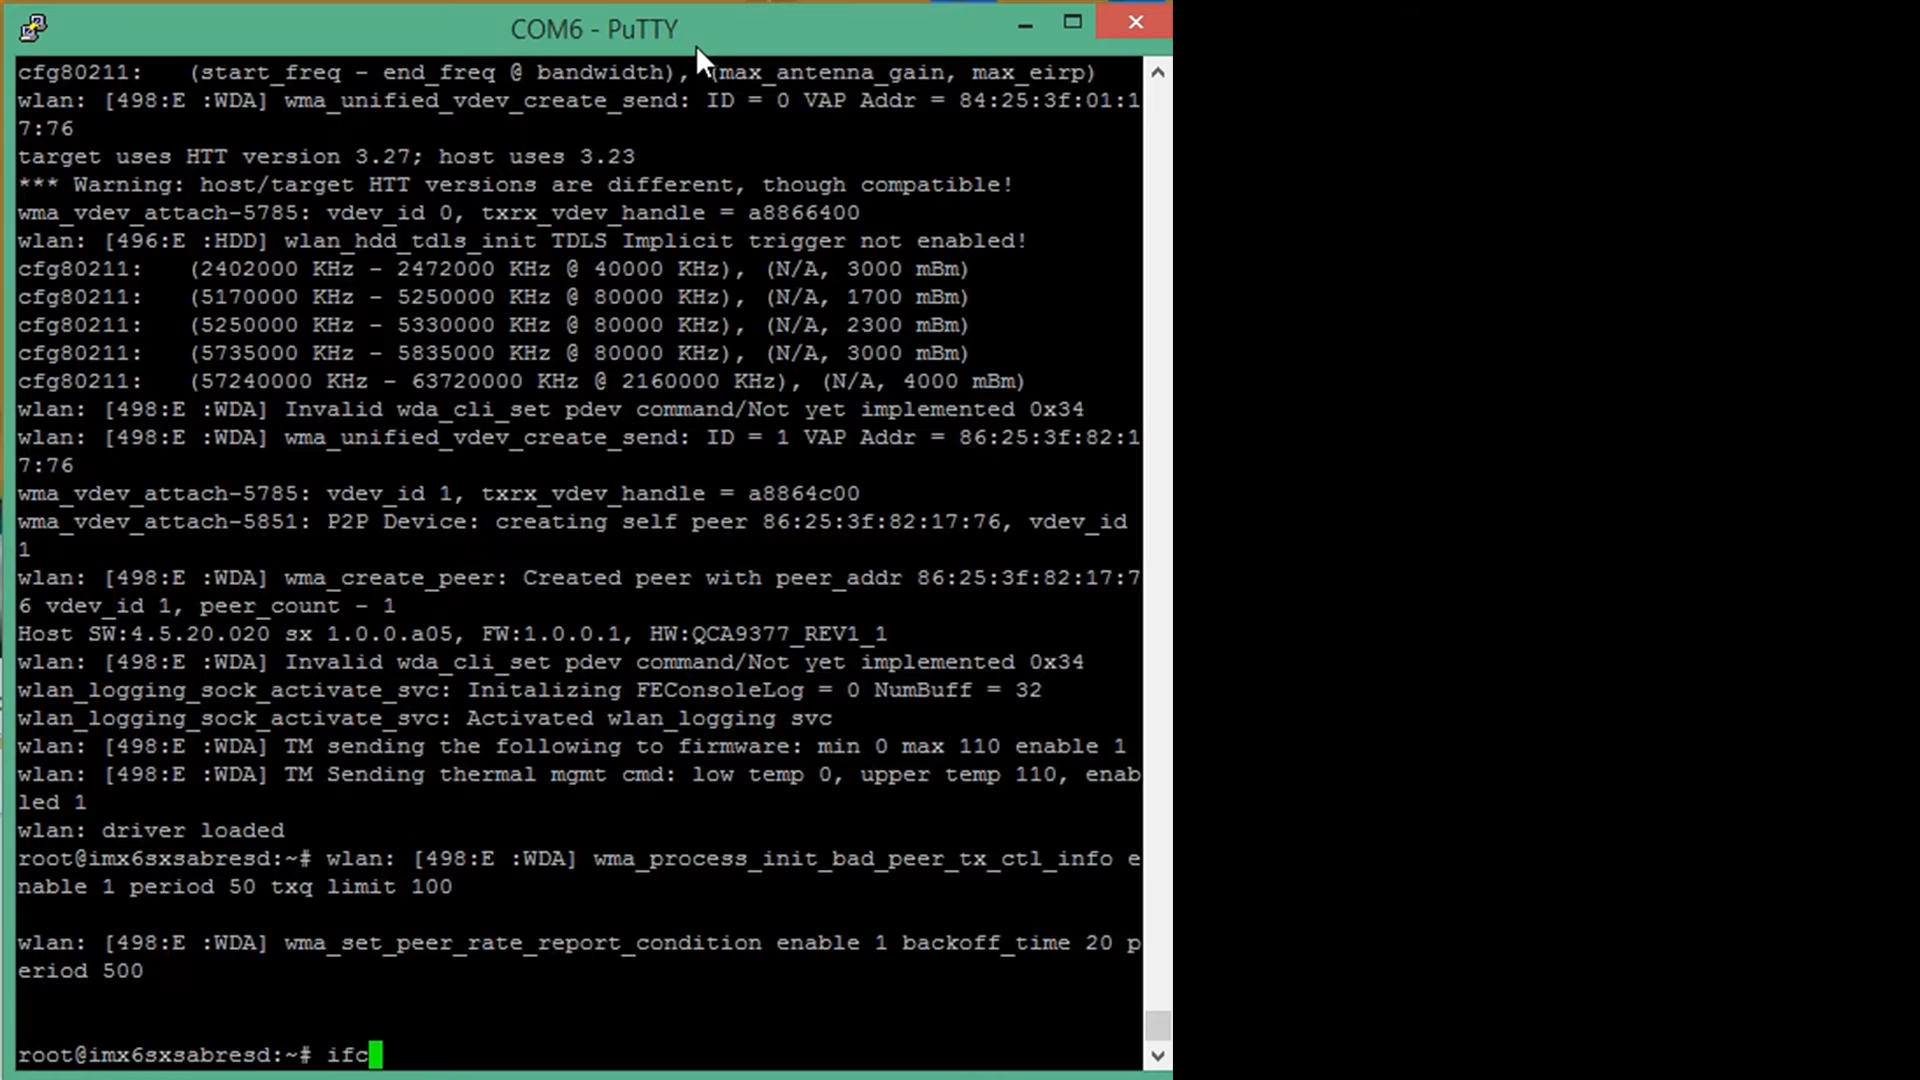 COM6 - PuTTY
cfg80211:   (start_freq - end_freq @ bandwidth), (max_antenna_gain, max_eirp)
wlan: [498:E :WDA] wma_unified_vdev_create_send: ID = 0 VAP Addr = 84:25:3f:01:1
7:76
target uses HTT version 3.27; host uses 3.23
*** Warning: host/target HTT versions are different, though compatible!
wma_vdev_attach-5785: vdev_id 0, txrx_vdev_handle = a8866400
wlan: [496:E :HDD] wlan_hdd_tdls_init TDLS Implicit trigger not enabled!
cfg80211:   (2402000 KHz - 2472000 KHz @ 40000 KHz), (N/A, 3000 mBm)
cfg80211:   (5170000 KHz - 5250000 KHz @ 80000 KHz), (N/A, 1700 mBm)
cfg80211:   (5250000 KHz - 5330000 KHz @ 80000 KHz), (N/A, 2300 mBm)
cfg80211:   (5735000 KHz - 5835000 KHz @ 80000 KHz), (N/A, 3000 mBm)
cfg80211:   (57240000 KHz - 63720000 KHz @ 2160000 KHz), (N/A, 4000 mBm)
wlan: [498:E :WDA] Invalid wda_cli_set pdev command/Not yet implemented 0x34
wlan: [498:E :WDA] wma_unified_vdev_create_send: ID = 1 VAP Addr = 86:25:3f:82:1
7:76
wma_vdev_attach-5785: vdev_id 1, txrx_vdev_handle = a8864c00
wma_vdev_attach-5851: P2P Device: creating self peer 86:25:3f:82:17:76, vdev_id
1
wlan: [498:E :WDA] wma_create_peer: Created peer with peer_addr 86:25:3f:82:17:7
6 vdev_id 1, peer_count - 1
Host SW:4.5.20.020 sx 1.0.0.a05, FW:1.0.0.1, HW:QCA9377_REV1_1
wlan: [498:E :WDA] Invalid wda_cli_set pdev command/Not yet implemented 0x34
wlan_logging_sock_activate_svc: Initalizing FEConsoleLog = 0 NumBuff = 32
wlan_logging_sock_activate_svc: Activated wlan_logging svc
wlan: [498:E :WDA] TM sending the following to firmware: min 0 max 110 enable 1
wlan: [498:E :WDA] TM Sending thermal mgmt cmd: low temp 0, upper temp 110, enab
led 1
wlan: driver loaded
root@imx6sxsabresd:~# wlan: [498:E :WDA] wma_process_init_bad_peer_tx_ctl_info e
nable 1 period 50 txq limit 100
wlan: [498:E :WDA] wma_set_peer_rate_report_condition enable 1 backoff_time 20 p
eriod 500
root@imx6sxsabresd:~# ifc